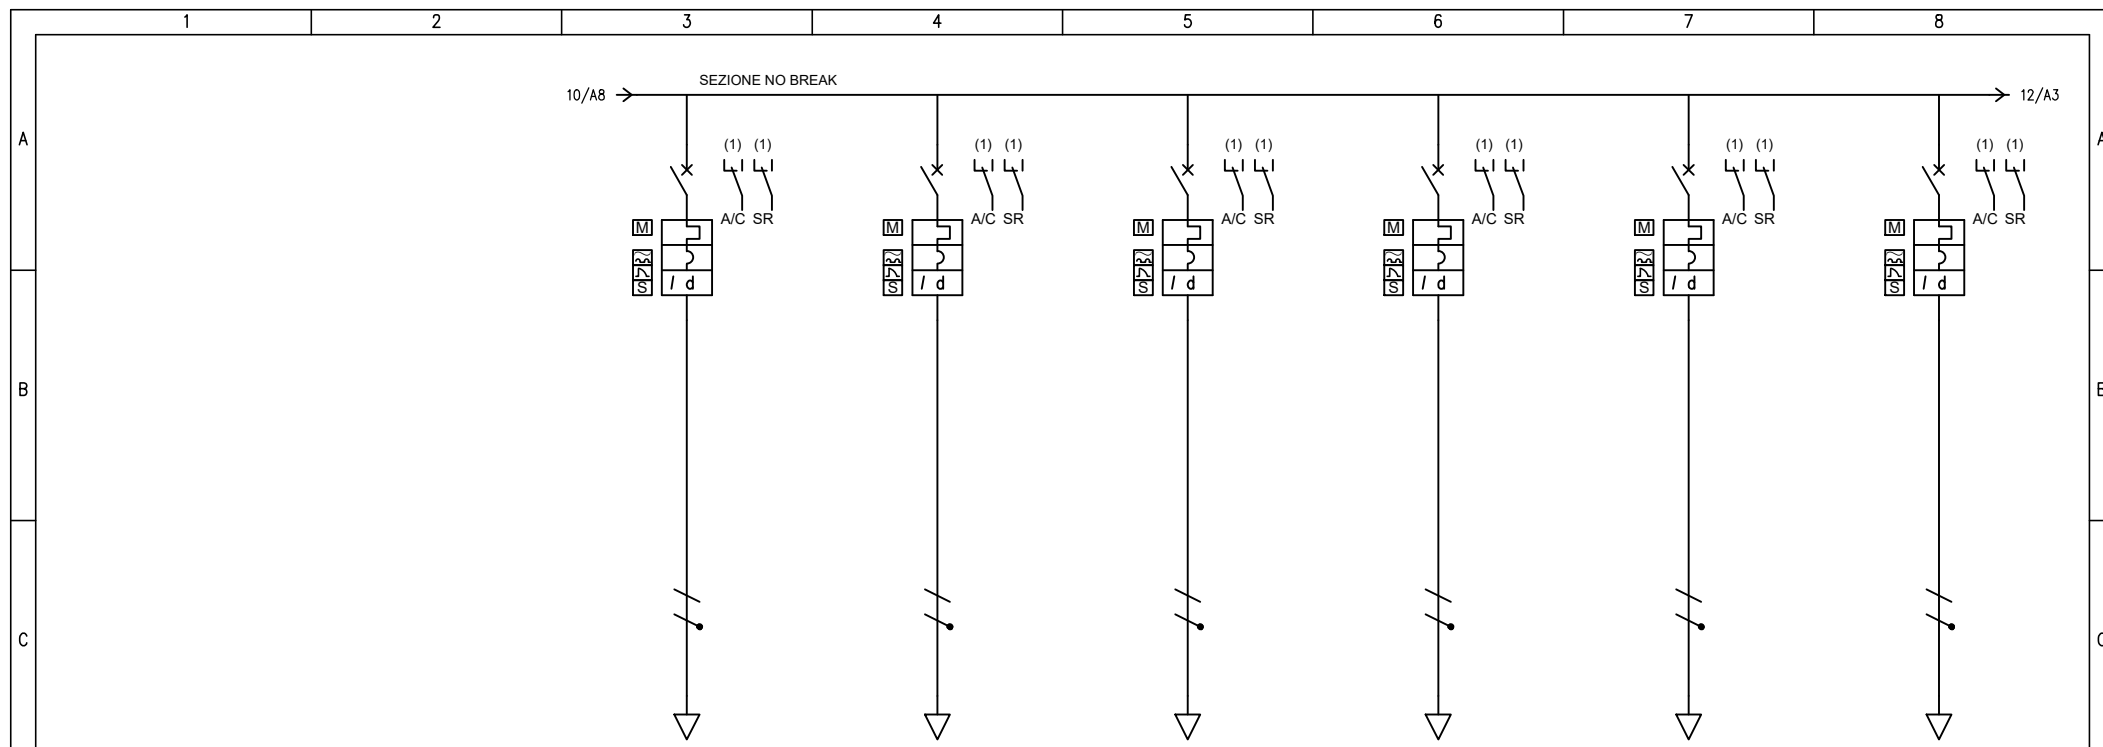 1 2 3 4 5 6 7 8
SEZIONE NO BREAK
10/A8 12/A3
A A
(1) (1) (1) (1) (1) (1) (1) (1) (1) (1) (1) (1)
A/C SR A/C SR A/C SR A/C SR A/C SR A/C SR
M M M M M M
S I d S I d S I d S I d S I d S I d
B B
C C